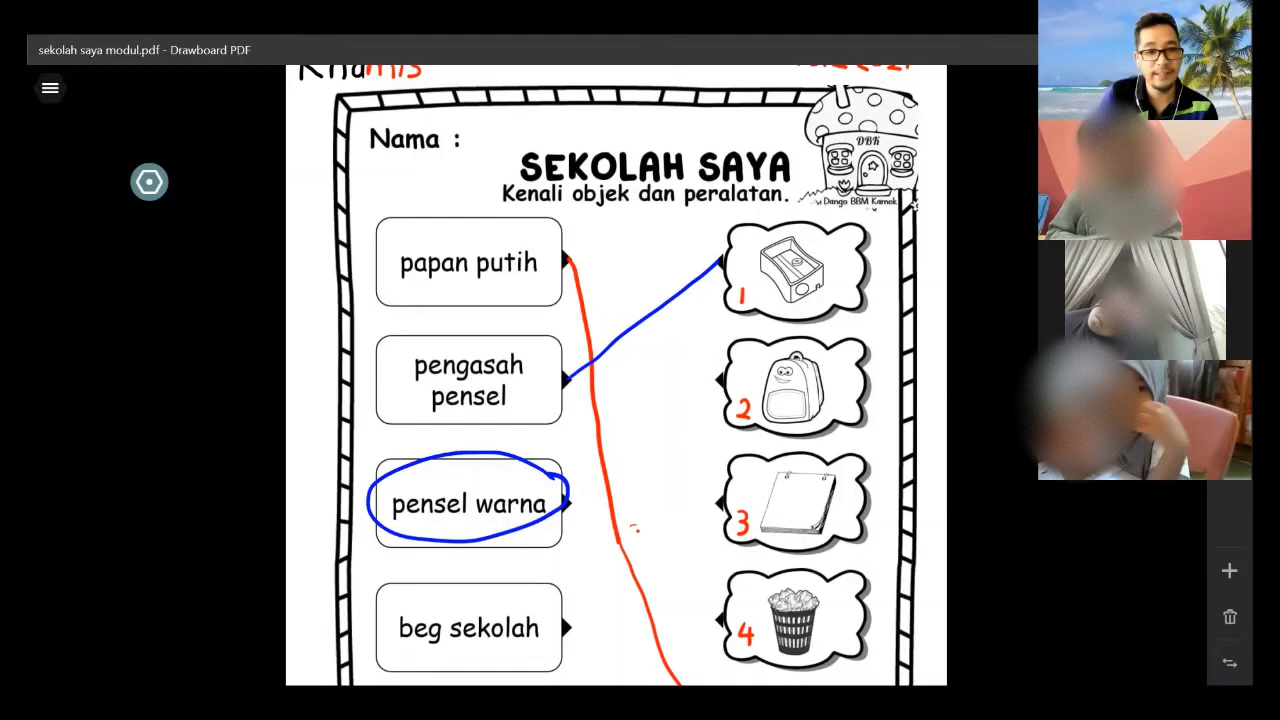 sekolah saya modul.pdf - Drawboard PDF
Khamis
Nama :
DBK
SEKOLAH SAYA
Kenali objek dan peralatan.
Dango BBM Kamek
papan putih
1
pengasah
pensel
2
pensel warna
3
beg sekolah
4